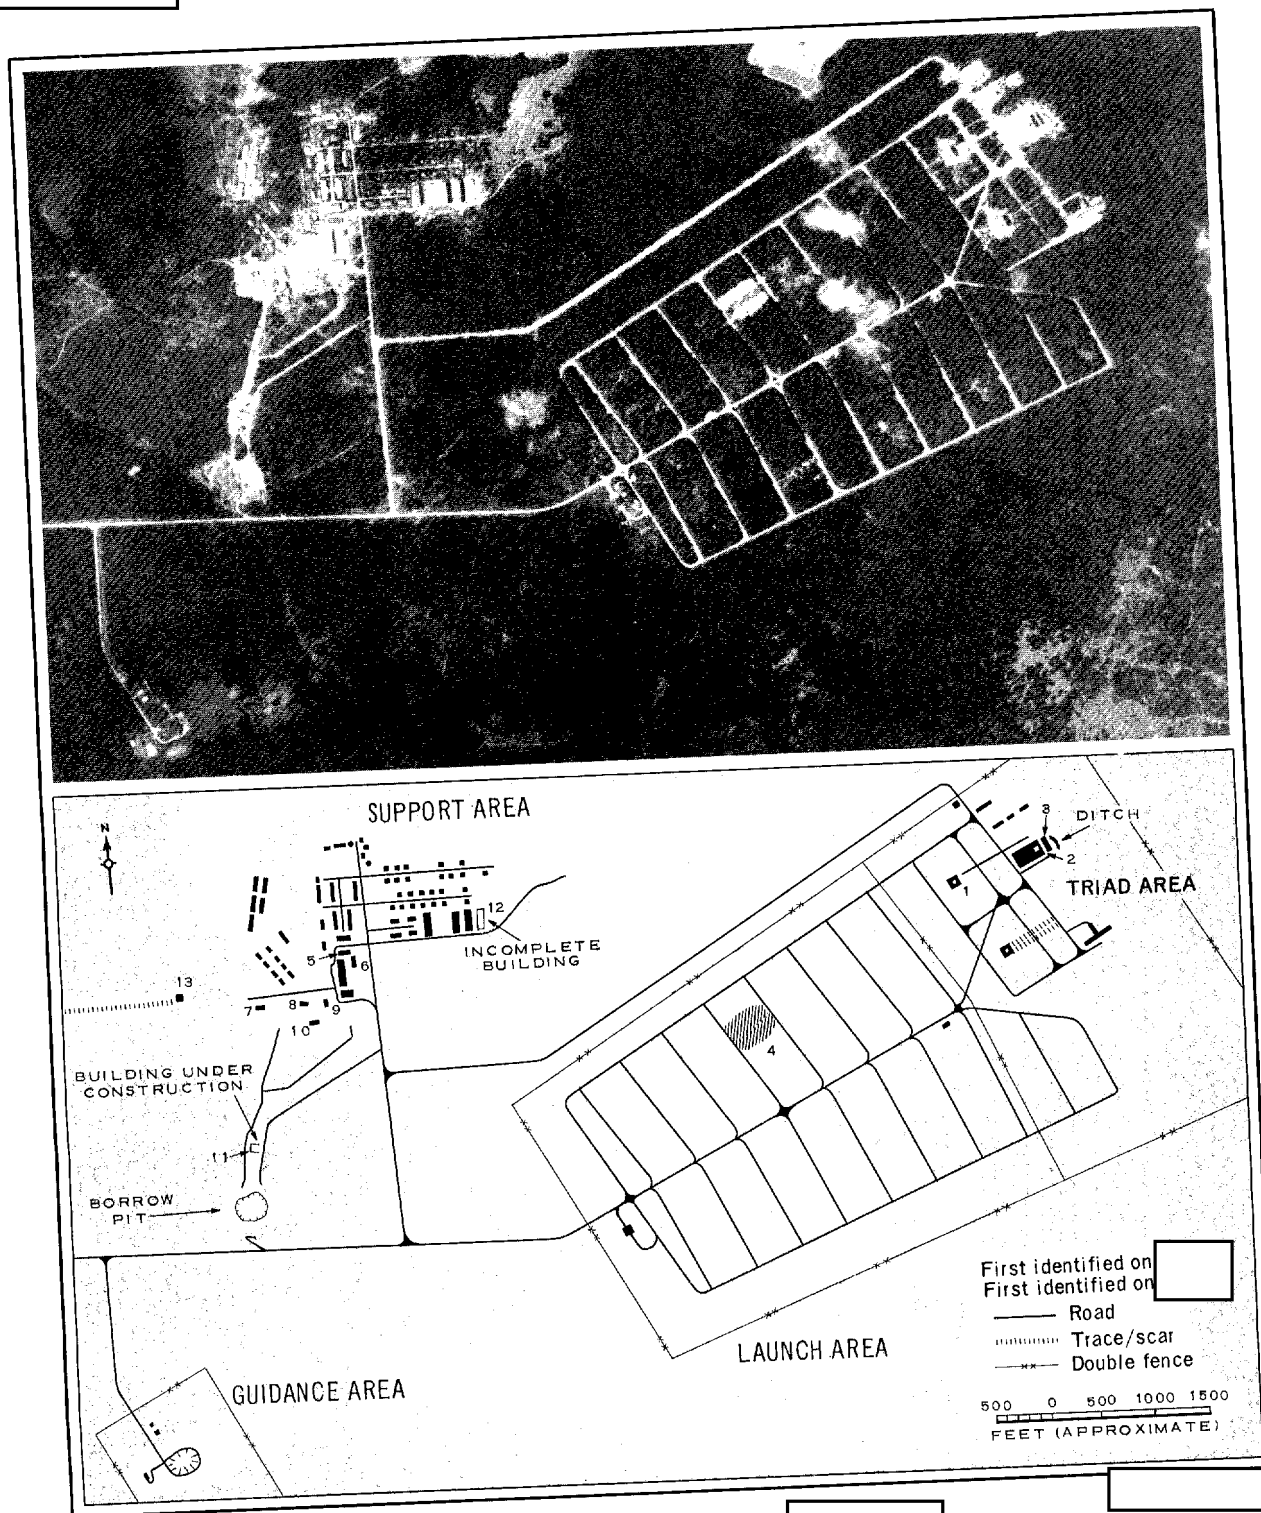 SUPPORT AREA
N
3
DITCH
2
1
TRIAD AREA
12
INCOMPLETE
BUILDING
5
6
13
7
8
9
10
4
BUILDING UNDER
CONSTRUCTION
11
BORROW
PIT
First identified on
First identified on
Road
Trace/scar
Double fence
LAUNCH AREA
GUIDANCE AREA
500 0 500 1000 1500
FEET (APPROXIMATE)